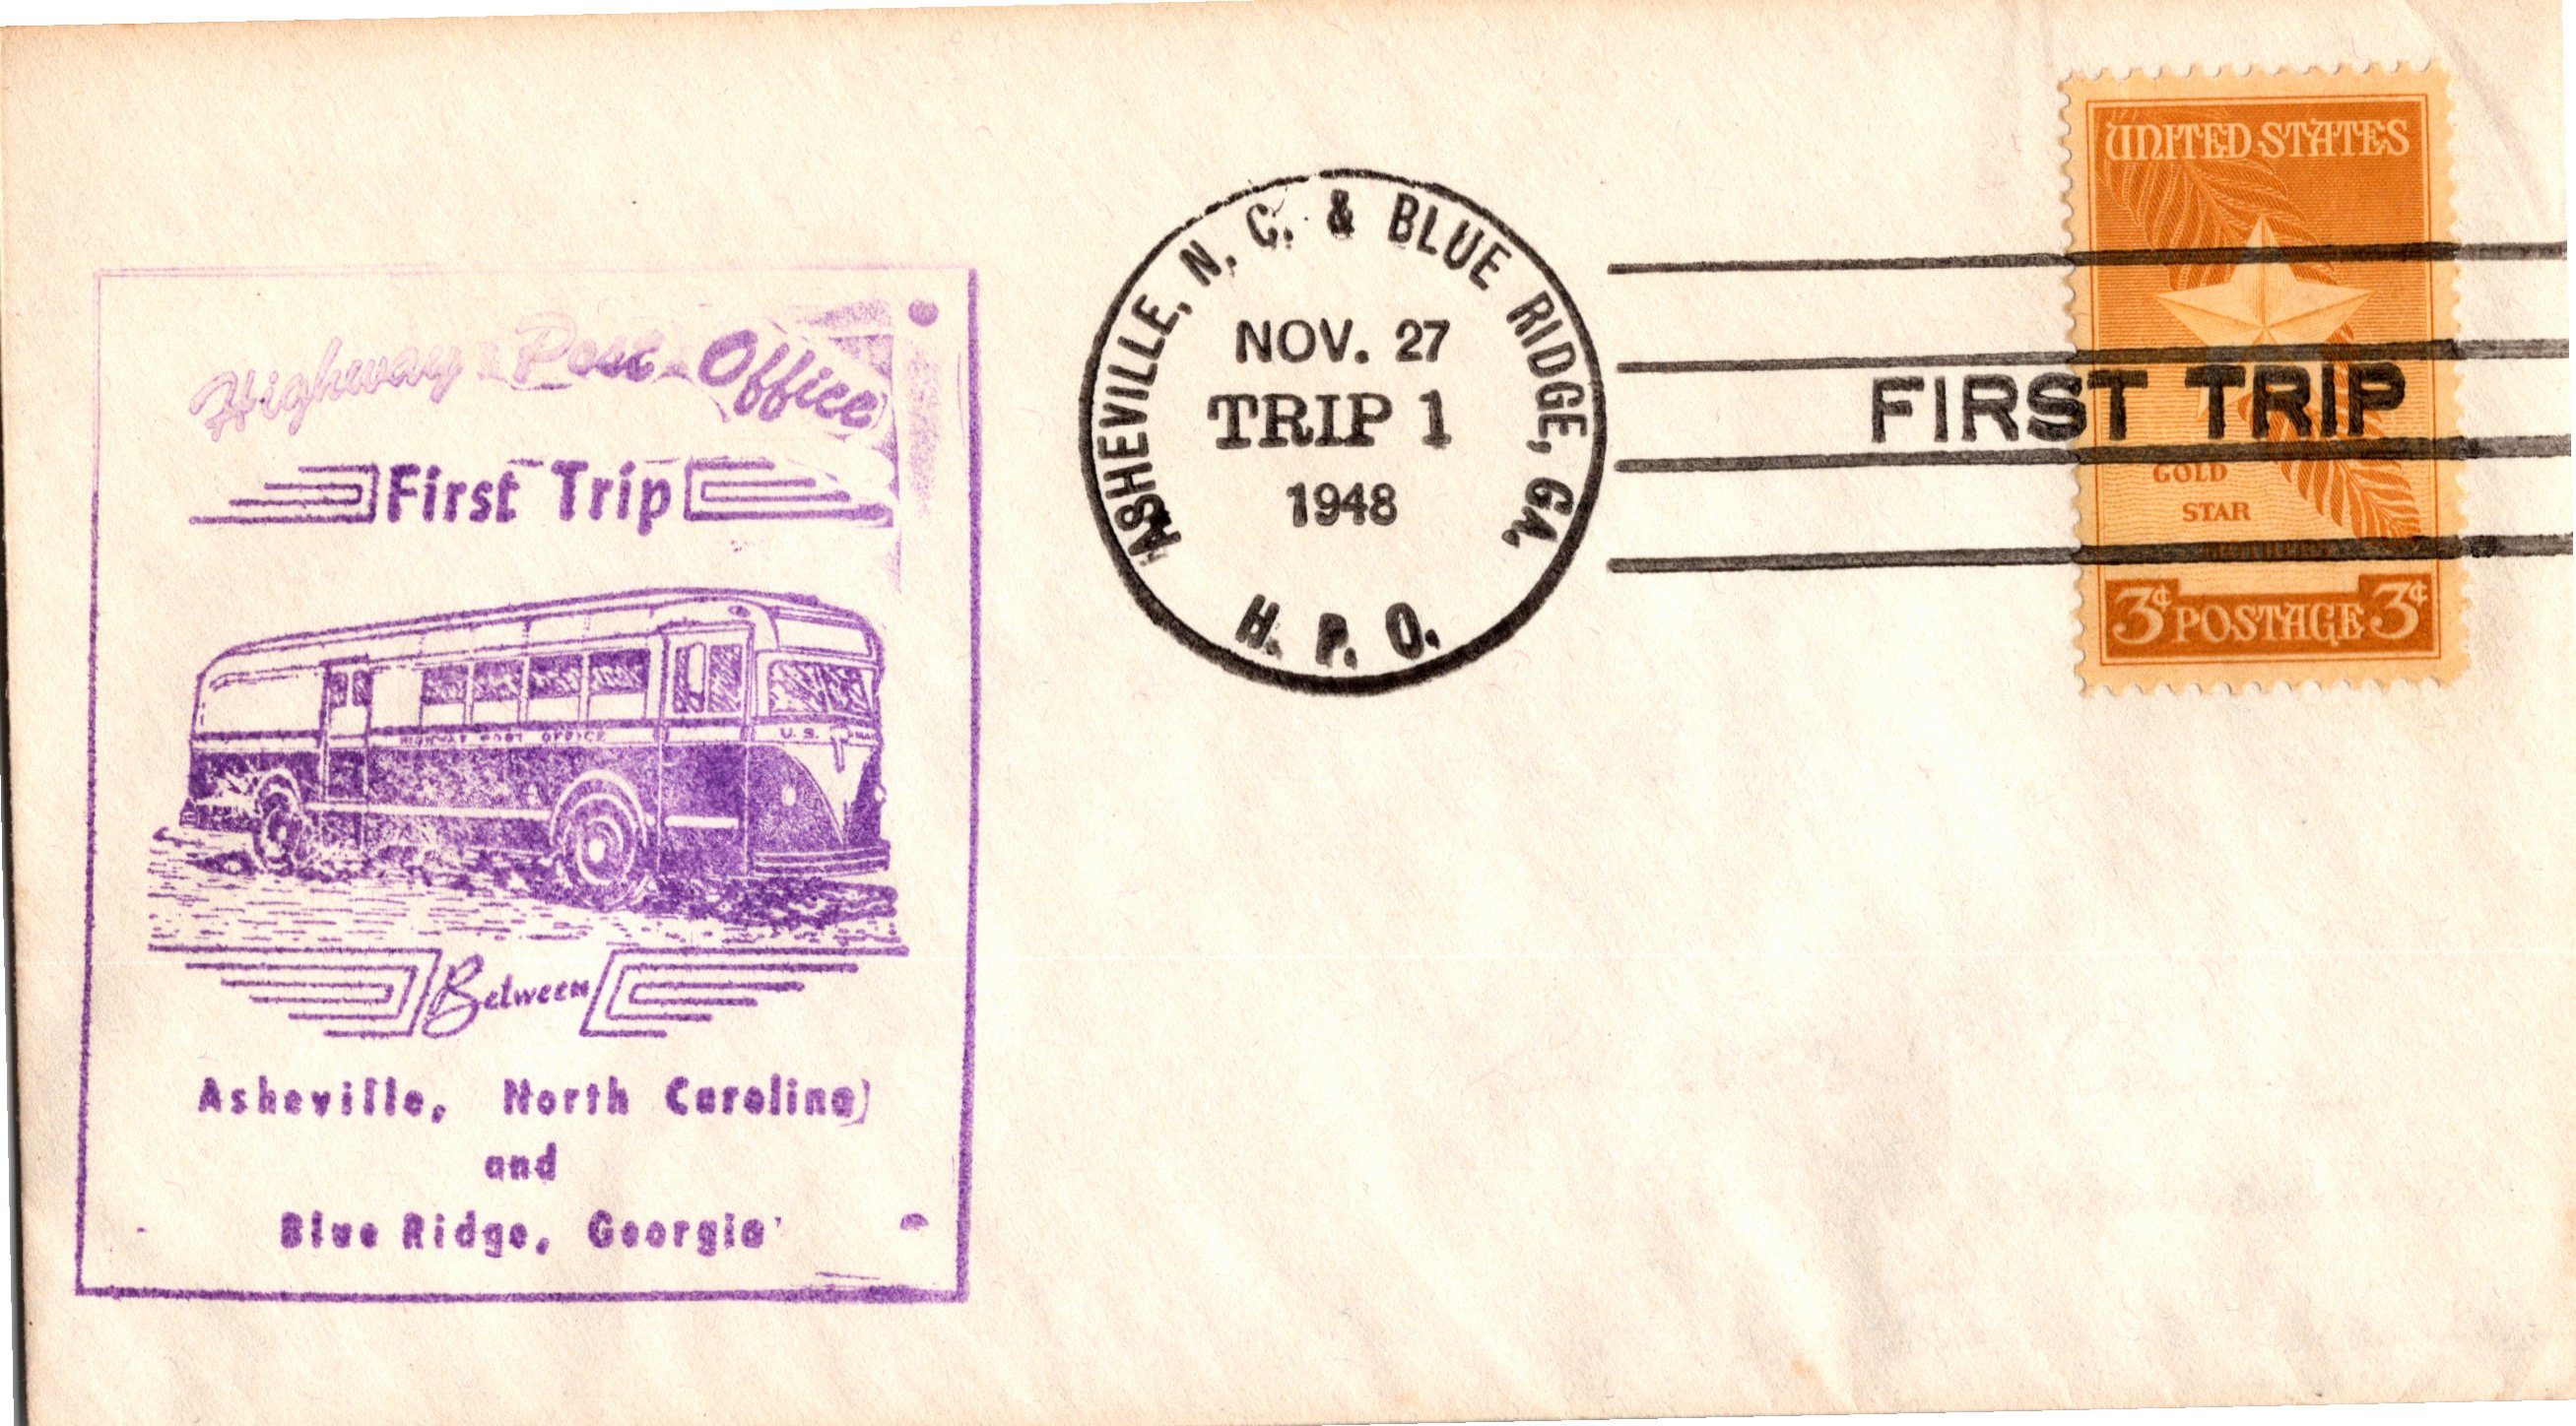 Highway Post Office
First Trip
HIGHWAY POST OFFICE
U.S. MAIL
Between
Asheville, North Carolina
and
Blue Ridge, Georgia
ASHEVILLE, N. C. & BLUE RIDGE, GA.
NOV. 27
TRIP 1
1948
H. P. O.
FIRST TRIP
UNITED STATES
GOLD
STAR
3¢ POSTAGE 3¢